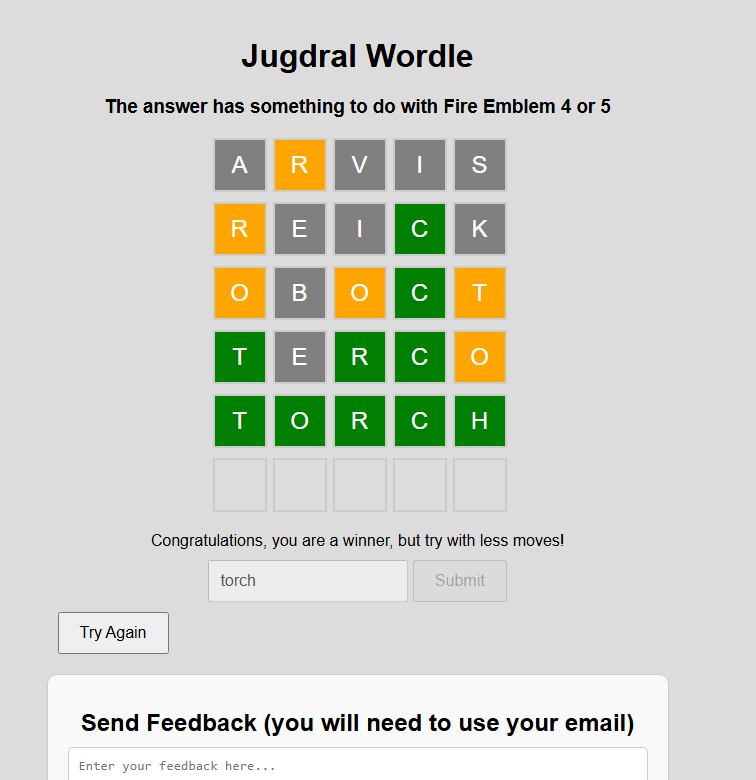 Jugdral Wordle
The answer has something to do with Fire Emblem 4 or 5
A R V I S
R E I C K
O B O C T
T E R C O
T O R C H
Congratulations, you are a winner, but try with less moves!
torch Submit
Try Again
Send Feedback (you will need to use your email)
Enter your feedback here...